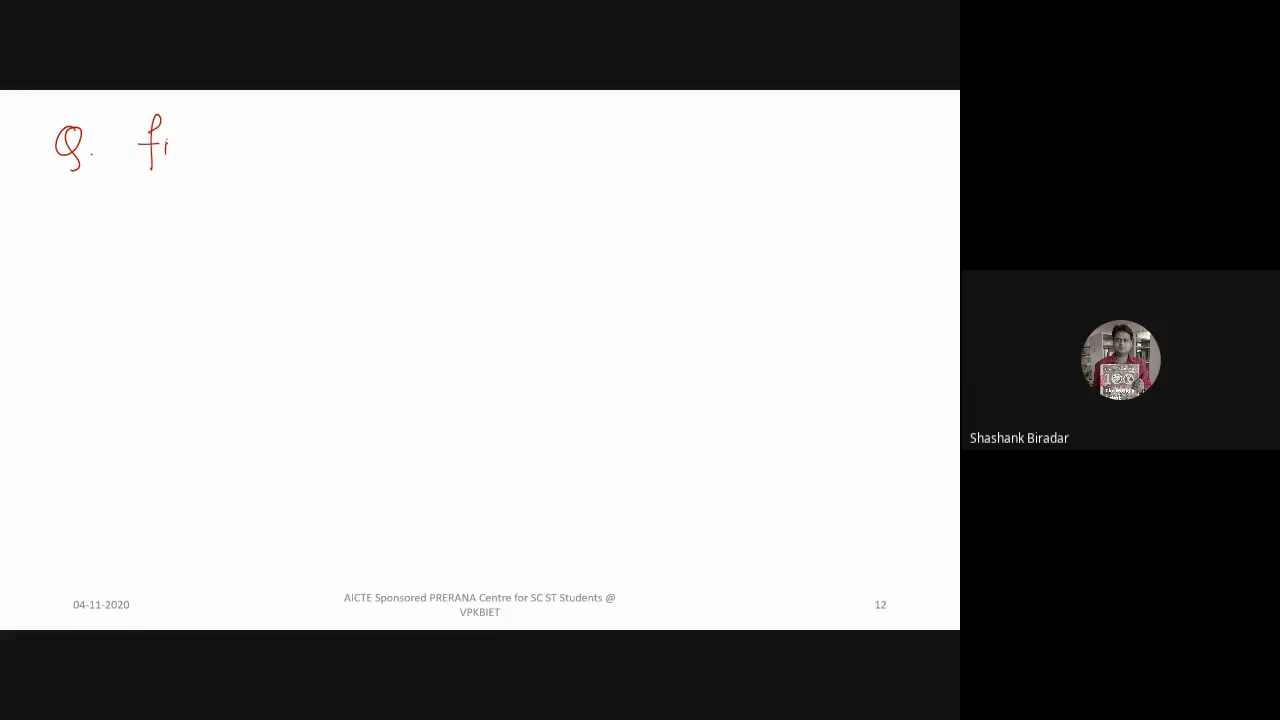 Q. fi
Shashank Biradar
04-11-2020
AICTE Sponsored PRERANA Centre for SC ST Students @
VPKBIET
12